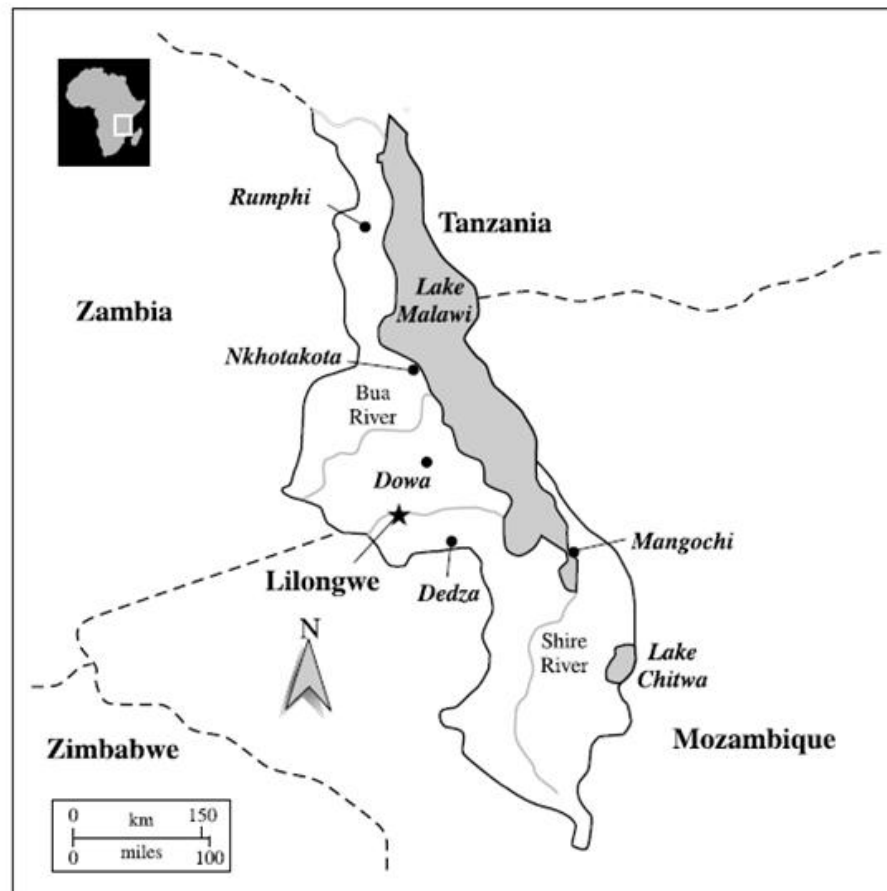 Rumphi
Tanzania
Lake
Malawi
Zambia
Nkhotakota
Bua
River
Dowa
Mangochi
Lilongwe
Dedza
N
Shire
River
Lake
Chitwa
Mozambique
Zimbabwe
0 km 150
0 miles 100